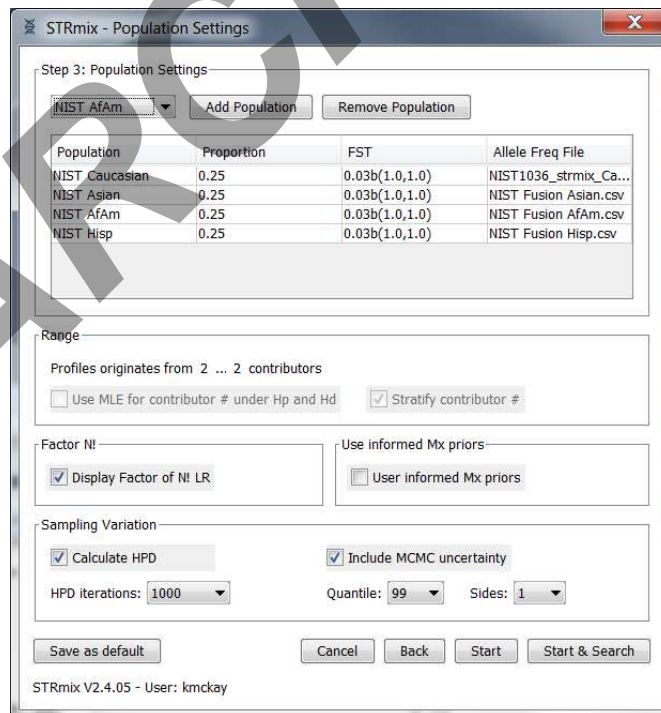 STRmix - Population Settings
Step 3: Population Settings
NIST AfAm Add Population Remove Population
Population Proportion FST Allele Freq File
NIST Caucasian 0.25 0.03b(1.0,1.0) NIST1036_strmix_Ca...
NIST Asian 0.25 0.03b(1.0,1.0) NIST Fusion Asian.csv
NIST AfAm 0.25 0.03b(1.0,1.0) NIST Fusion AfAm.csv
NIST Hisp 0.25 0.03b(1.0,1.0) NIST Fusion Hisp.csv
Range
Profiles originates from 2 ... 2 contributors
Use MLE for contributor # under Hp and Hd Stratify contributor #
Factor N! Use informed Mx priors
Display Factor of N! LR User informed Mx priors
Sampling Variation
Calculate HPD Include MCMC uncertainty
HPD iterations: 1000 Quantile: 99 Sides: 1
Save as default Cancel Back Start Start & Search
STRmix V2.4.05 - User: kmckay